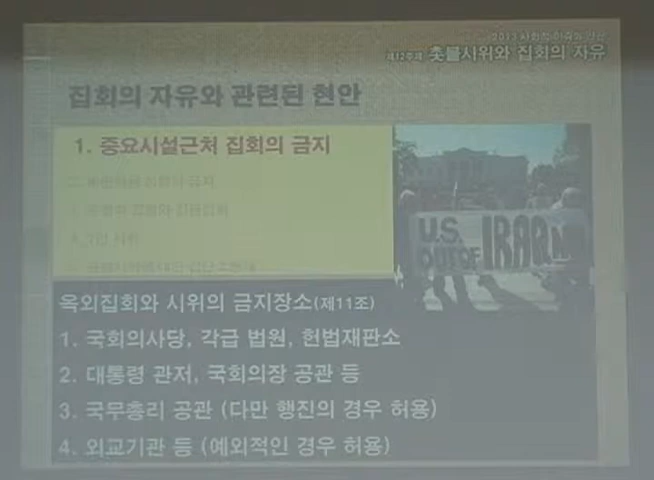 2013 사회적
제12주제 촛불시위와 집회의 자유
집회의 자유와 관련된 현안
1. 중요시설근처 집회의 금지
U.S.
OUT OF IRAQ
옥외집회와 시위의 금지장소(제11조)
1. 국회의사당, 각급 법원, 헌법재판소
2. 대통령 관저, 국회의장 공관 등
3. 국무총리 공관 (다만 행진의 경우 허용)
4. 외교기관 등 (예외적인 경우 허용)